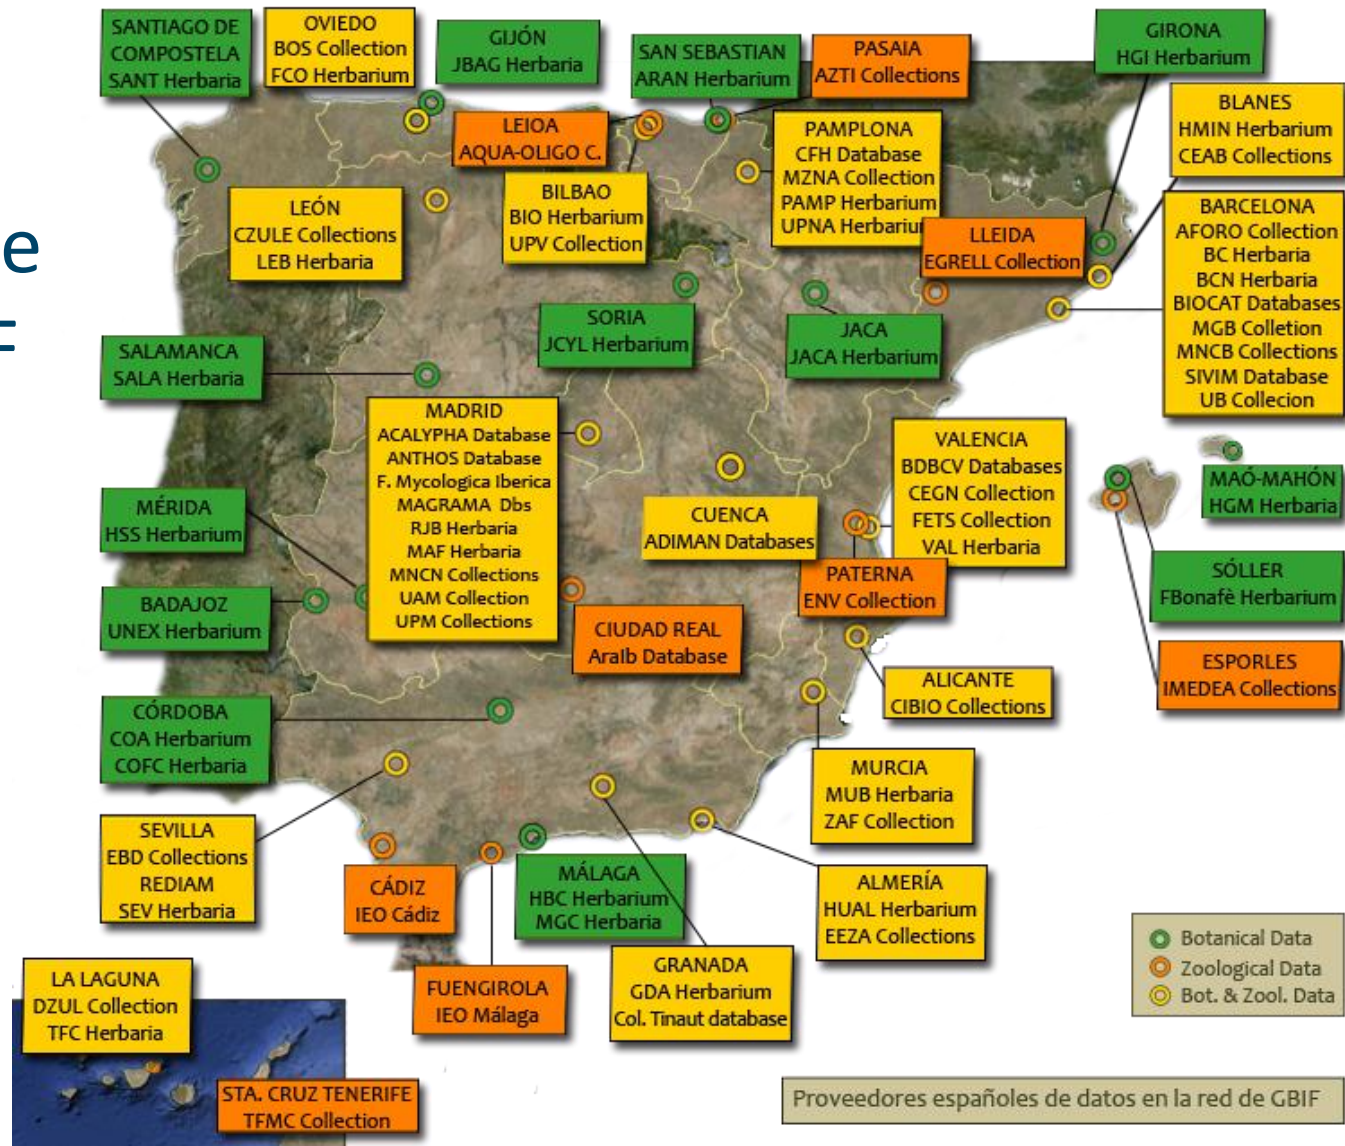 e
F
SANTIAGO DE
COMPOSTELA
SANT Herbaria
OVIEDO
BOS Collection
FCO Herbarium
GIJÓN
JBAG Herbaria
SAN SEBASTIAN
ARAN Herbarium
PASAIA
AZTI Collections
GIRONA
HGI Herbarium
BLANES
HMIN Herbarium
CEAB Collections
LEIOA
AQUA-OLIGO C.
PAMPLONA
CFH Database
MZNA Collection
PAMP Herbarium
UPNA Herbarium
LEÓN
CZULE Collections
LEB Herbaria
BILBAO
BIO Herbarium
UPV Collection
LLEIDA
EGRELL Collection
BARCELONA
AFORO Collection
BC Herbaria
BCN Herbaria
BIOCAT Databases
MGB Colletion
MNCB Collections
SIVIM Database
UB Collecion
SORIA
JCYL Herbarium
JACA
JACA Herbarium
SALAMANCA
SALA Herbaria
MADRID
ACALYPHA Database
ANTHOS Database
F. Mycologica Iberica
MAGRAMA Dbs
RJB Herbaria
MAF Herbaria
MNCN Collections
UAM Collection
UPM Collections
VALENCIA
BDBCV Databases
CEGN Collection
FETS Collection
VAL Herbaria
MAÓ-MAHÓN
HGM Herbaria
MÉRIDA
HSS Herbarium
CUENCA
ADIMAN Databases
PATERNA
ENV Collection
SÓLLER
FBonafè Herbarium
BADAJOZ
UNEX Herbarium
CIUDAD REAL
AraIb Database
ESPORLES
IMEDEA Collections
ALICANTE
CIBIO Collections
CÓRDOBA
COA Herbarium
COFC Herbaria
MURCIA
MUB Herbaria
ZAF Collection
SEVILLA
EBD Collections
REDIAM
SEV Herbaria
CÁDIZ
IEO Cádiz
MÁLAGA
HBC Herbarium
MGC Herbaria
ALMERÍA
HUAL Herbarium
EEZA Collections
FUENGIROLA
IEO Málaga
GRANADA
GDA Herbarium
Col. Tinaut database
LA LAGUNA
DZUL Collection
TFC Herbaria
STA. CRUZ TENERIFE
TFMC Collection
Botanical Data
Zoological Data
Bot. & Zool. Data
Proveedores españoles de datos en la red de GBIF